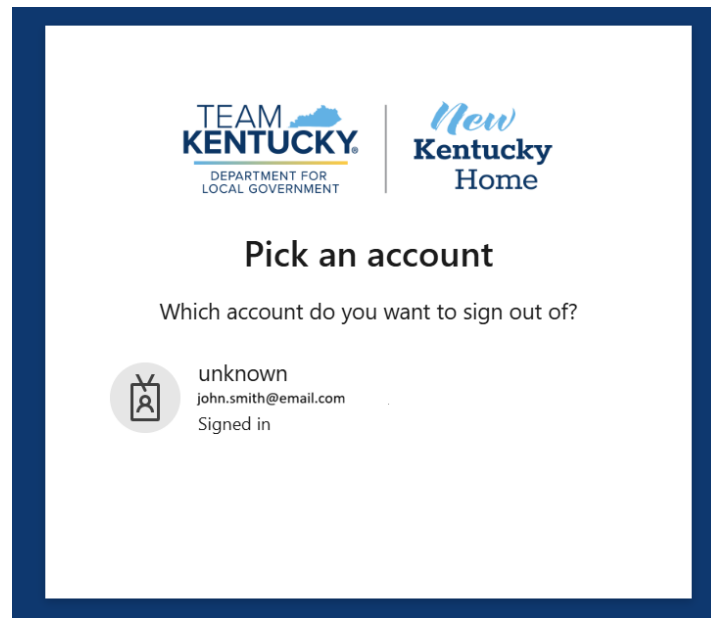 TEAM
KENTUCKY®
DEPARTMENT FOR
LOCAL GOVERNMENT
New
Kentucky
Home
Pick an account
Which account do you want to sign out of?
unknown
john.smith@email.com
Signed in